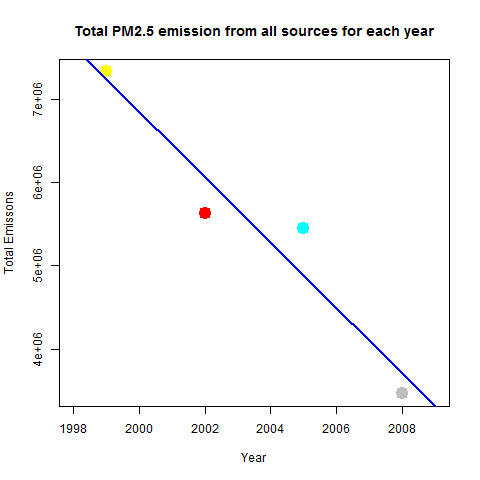 Total PM2.5 emission from all sources for each year
Total Emissons
7e+06
6e+06
5e+06
4e+06
1998 2000 2002 2004 2006 2008
Year